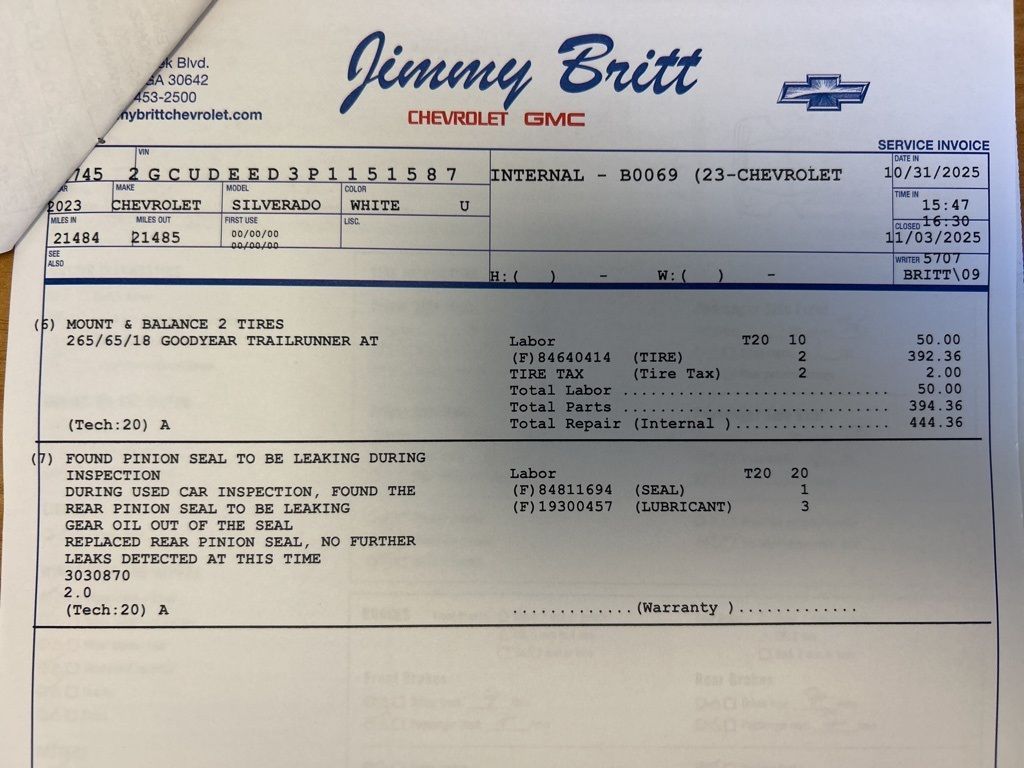 Jimmy Britt
CHEVROLET GMC
k Blvd.
GA 30642
453-2500
ybrittchevrolet.com
SERVICE INVOICE
745
VIN
2GCUDEED3P1151587
INTERNAL - B0069 (23-CHEVROLET
DATE IN
10/31/2025
MAKE
MODEL
COLOR
2023 CHEVROLET SILVERADO WHITE U
TIME IN
15:47
MILES IN
MILES OUT
FIRST USE
LISC.
16:30
21484 21485
00/00/00
00/00/00
CLOSED
11/03/2025
SEE
ALSO
WRITER 5707
H:( ) - W:( ) -
BRITT\09
(6) MOUNT & BALANCE 2 TIRES
265/65/18 GOODYEAR TRAILRUNNER AT
Labor T20 10 50.00
(F)84640414 (TIRE) 2 392.36
TIRE TAX (Tire Tax) 2 2.00
Total Labor .............................. 50.00
Total Parts .............................. 394.36
(Tech:20) A
Total Repair (Internal )................. 444.36
(7) FOUND PINION SEAL TO BE LEAKING DURING
INSPECTION
Labor T20 20
DURING USED CAR INSPECTION, FOUND THE
(F)84811694 (SEAL) 1
REAR PINION SEAL TO BE LEAKING
(F)19300457 (LUBRICANT) 3
GEAR OIL OUT OF THE SEAL
REPLACED REAR PINION SEAL, NO FURTHER
LEAKS DETECTED AT THIS TIME
3030870
2.0
(Tech:20) A
.............(Warranty ).............
Front Brakes
Rear Brakes